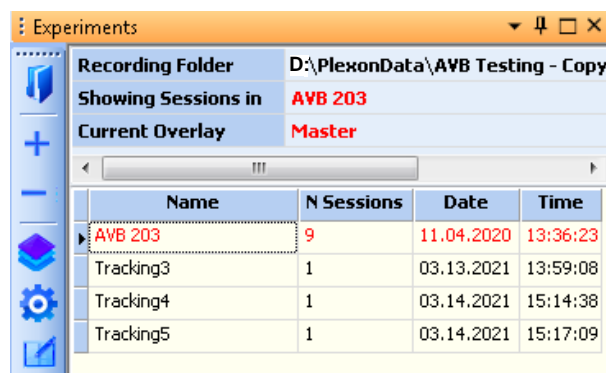 Experiments
Recording Folder D:\PlexonData\AVB Testing - Copy
Showing Sessions in AVB 203
Current Overlay Master
Name N Sessions Date Time
AVB 203 9 11.04.2020 13:36:23
Tracking3 1 03.13.2021 13:59:08
Tracking4 1 03.14.2021 15:14:38
Tracking5 1 03.14.2021 15:17:09